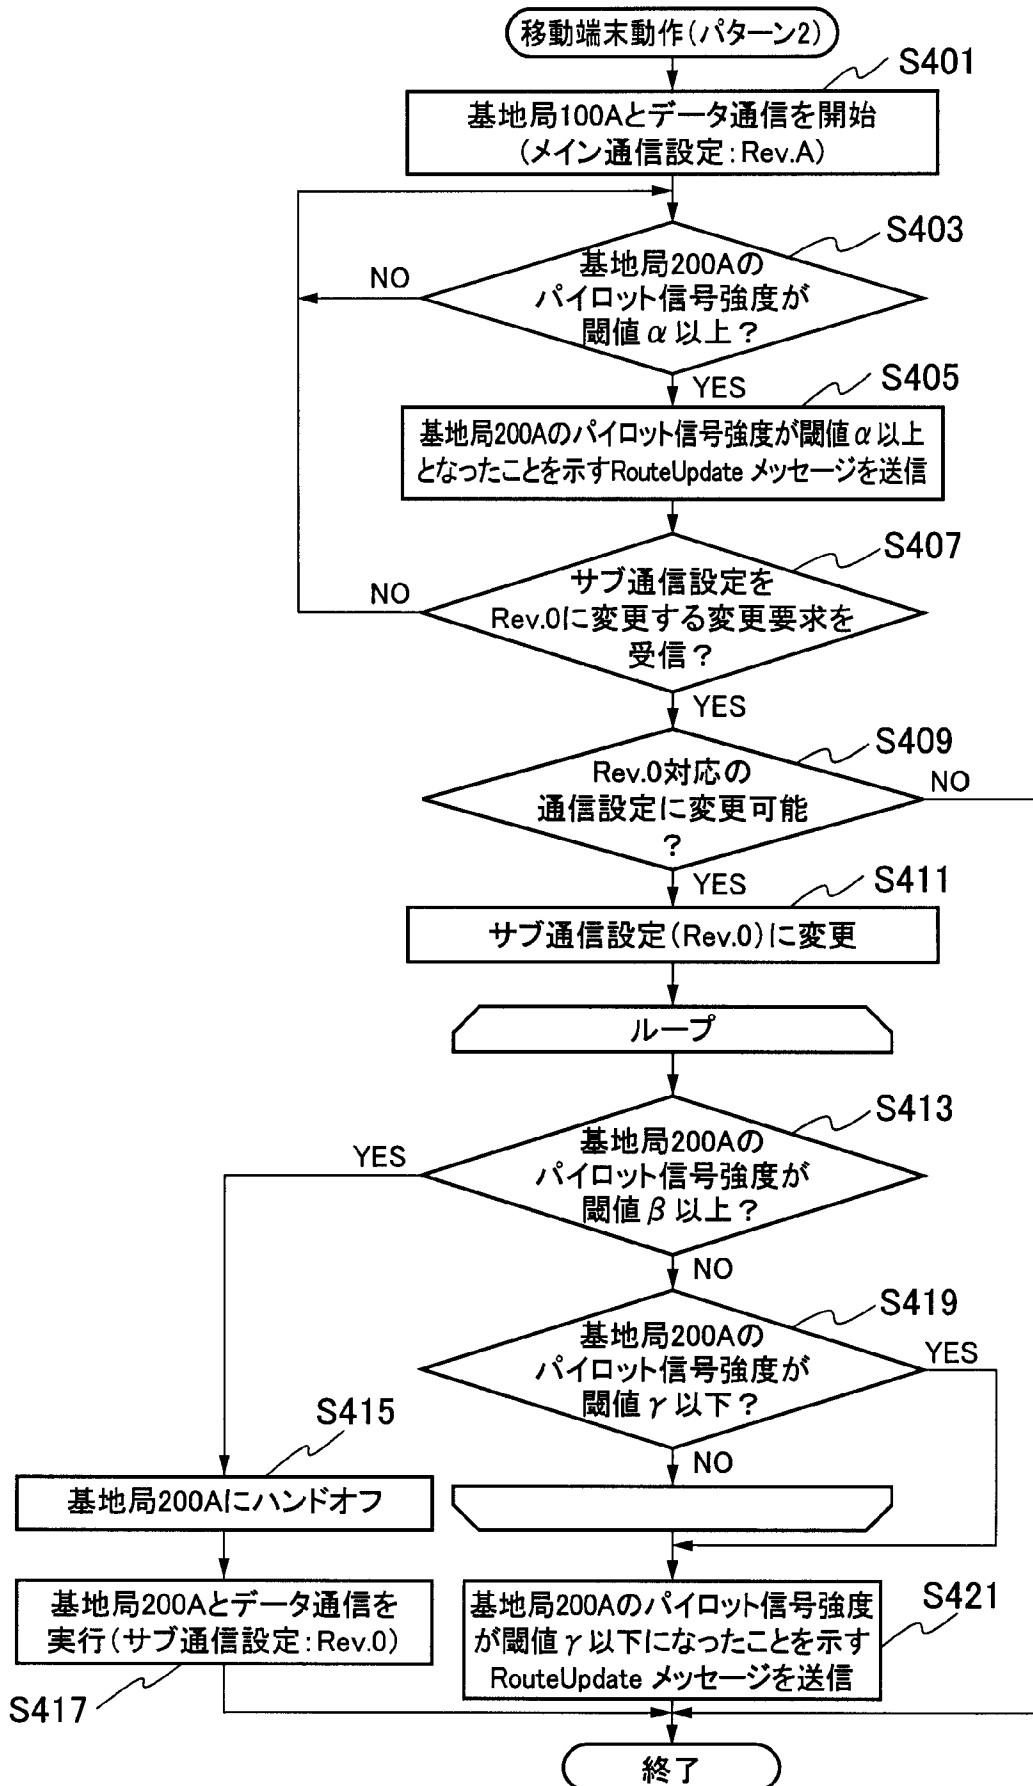 移動端末動作(パターン2)
S401
基地局100Aとデータ通信を開始
(メイン通信設定:Rev.A)
S403
基地局200Aの
パイロット信号強度が
閾値α以上?
NO
YES
S405
基地局200Aのパイロット信号強度が閾値α以上
となったことを示すRouteUpdate メッセージを送信
S407
サブ通信設定を
Rev.0に変更する変更要求を
受信?
NO
YES
S409
Rev.0対応の
通信設定に変更可能
?
NO
YES
S411
サブ通信設定(Rev.0)に変更
ループ
S413
基地局200Aの
パイロット信号強度が
閾値β以上?
YES
NO
S419
基地局200Aの
パイロット信号強度が
閾値γ以下?
YES
NO
S415
基地局200Aにハンドオフ
基地局200Aとデータ通信を
実行(サブ通信設定:Rev.0)
S417
S421
基地局200Aのパイロット信号強度
が閾値γ以下になったことを示す
RouteUpdate メッセージを送信
終了